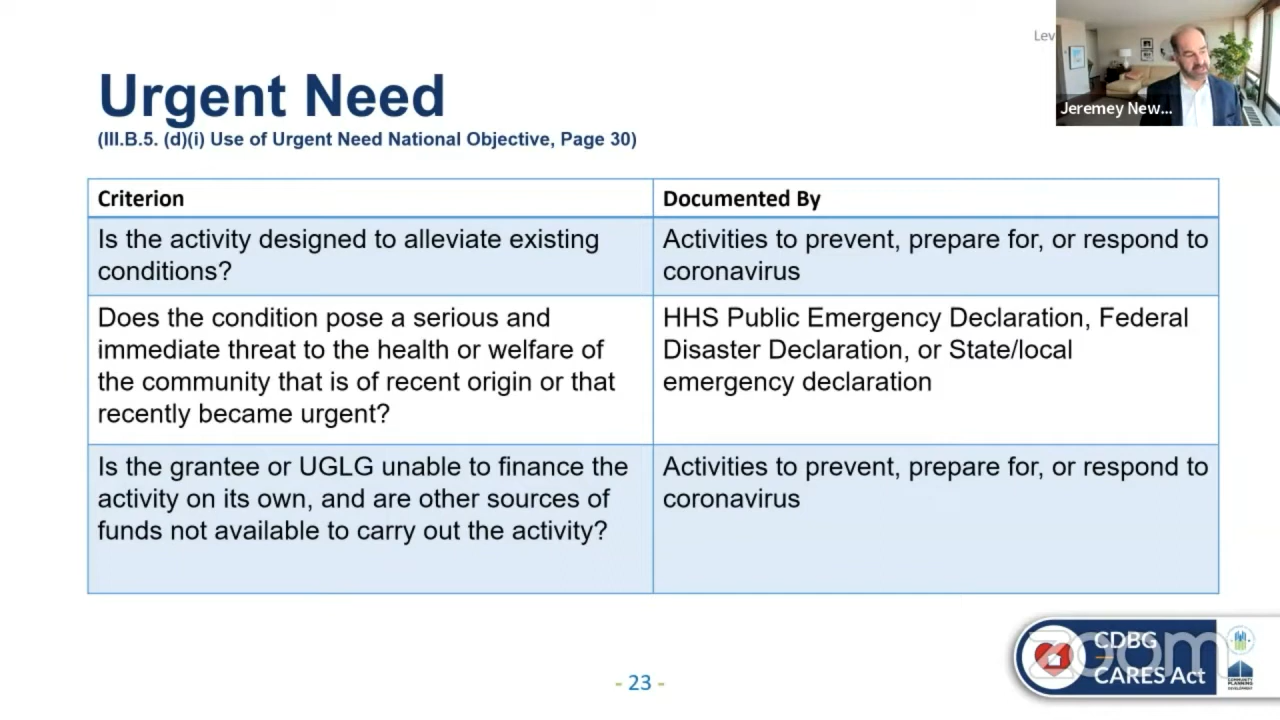 Lev
Jeremey New...
Urgent Need
(III.B.5. (d)(i) Use of Urgent Need National Objective, Page 30)
Criterion
Documented By
Is the activity designed to alleviate existing
conditions?
Activities to prevent, prepare for, or respond to
coronavirus
Does the condition pose a serious and
immediate threat to the health or welfare of
the community that is of recent origin or that
recently became urgent?
HHS Public Emergency Declaration, Federal
Disaster Declaration, or State/local
emergency declaration
Is the grantee or UGLG unable to finance the
activity on its own, and are other sources of
funds not available to carry out the activity?
Activities to prevent, prepare for, or respond to
coronavirus
- 23 -
CDBG
CARES Act
zoom
COMMUNITY
PLANNING
DEVELOPMENT